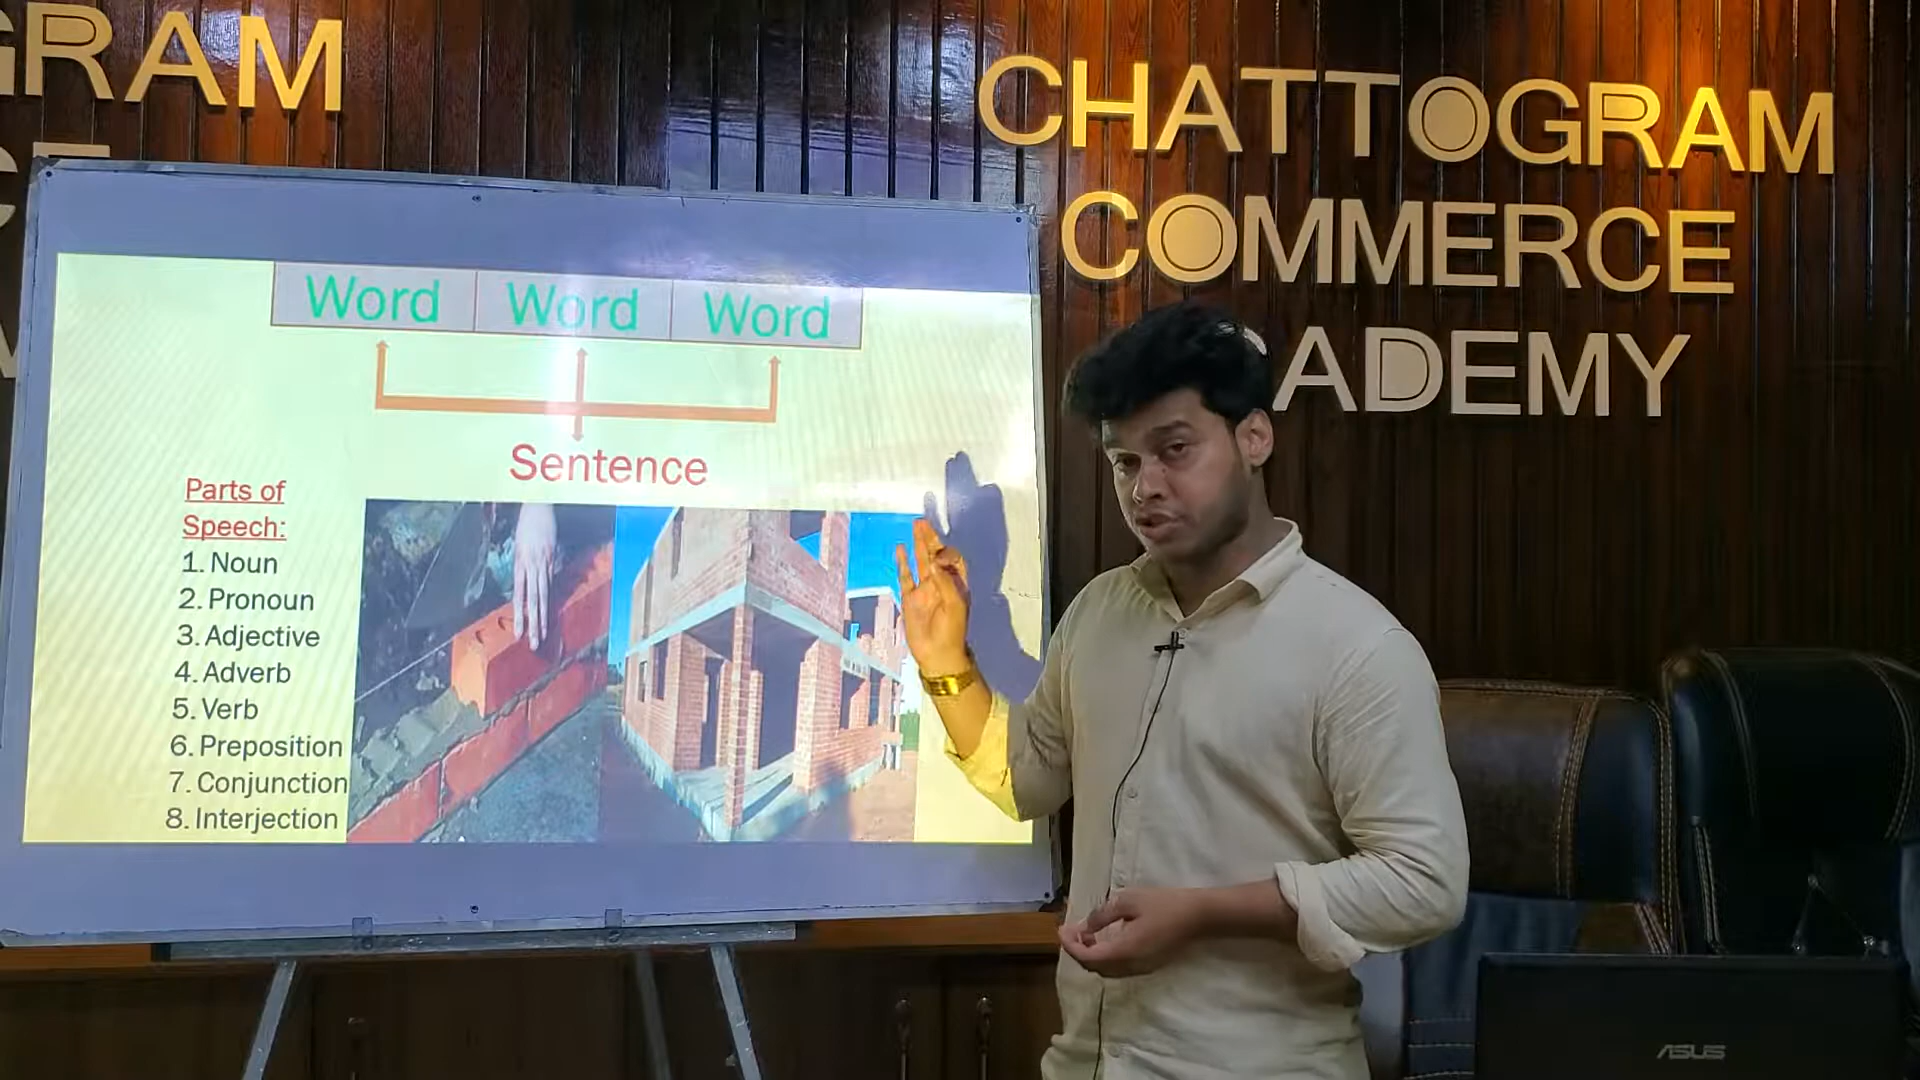 GRAM
CHATTOGRAM
COMMERCE
ADEMY
Word Word Word
Sentence
Parts of
Speech:
1. Noun
2. Pronoun
3. Adjective
4. Adverb
5. Verb
6. Preposition
7. Conjunction
8. Interjection
ASUS